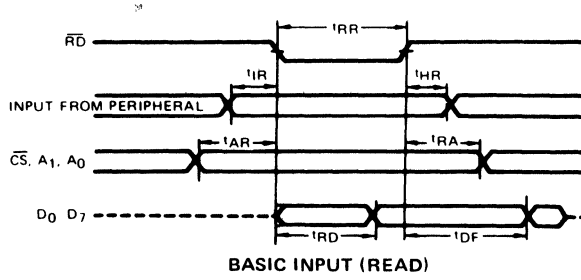 tRR
RD
tIR
tHR
INPUT FROM PERIPHERAL
tAR
tRA
CS, A1, A0
D0 D7
tRD
tDF
BASIC INPUT (READ)